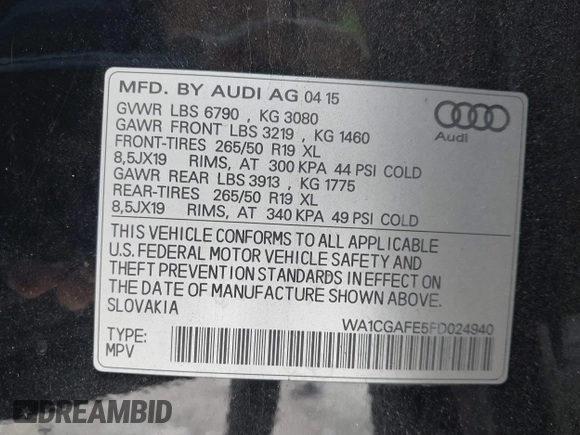 MFD. BY AUDI AG 04 15
GVWR LBS 6790 , KG 3080
GAWR FRONT LBS 3219 , KG 1460
FRONT-TIRES 265/50 R19 XL
8,5JX19 RIMS, AT 300 KPA 44 PSI COLD
GAWR REAR LBS 3913 , KG 1775
REAR-TIRES 265/50 R19 XL
8,5JX19 RIMS, AT 340 KPA 49 PSI COLD
Audi
THIS VEHICLE CONFORMS TO ALL APPLICABLE
U.S. FEDERAL MOTOR VEHICLE SAFETY AND
THEFT PREVENTION STANDARDS IN EFFECT ON
THE DATE OF MANUFACTURE SHOWN ABOVE.
SLOVAKIA
WA1CGAFE5FD024940
TYPE:
MPV
DREAMBID